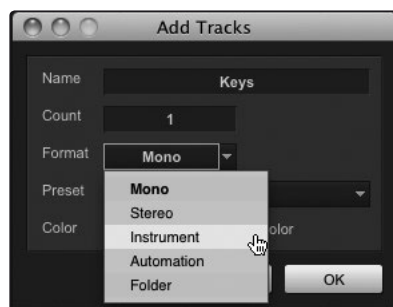 Add Tracks
Name Keys
Count 1
Format Mono
Mono
Preset
Stereo
Color
Instrument
Automation
Folder
OK